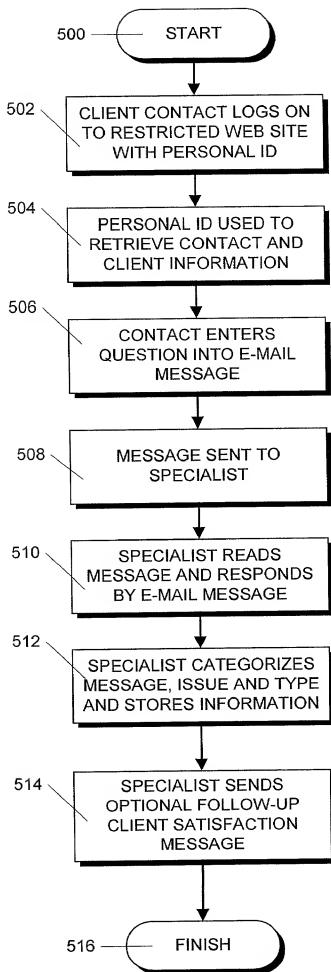 500
START
502
CLIENT CONTACT LOGS ON
TO RESTRICTED WEB SITE
WITH PERSONAL ID
504
PERSONAL ID USED TO
RETRIEVE CONTACT AND
CLIENT INFORMATION
506
CONTACT ENTERS
QUESTION INTO E-MAIL
MESSAGE
508
MESSAGE SENT TO
SPECIALIST
510
SPECIALIST READS
MESSAGE AND RESPONDS
BY E-MAIL MESSAGE
512
SPECIALIST CATEGORIZES
MESSAGE, ISSUE AND TYPE
AND STORES INFORMATION
514
SPECIALIST SENDS
OPTIONAL FOLLOW-UP
CLIENT SATISFACTION
MESSAGE
516
FINISH